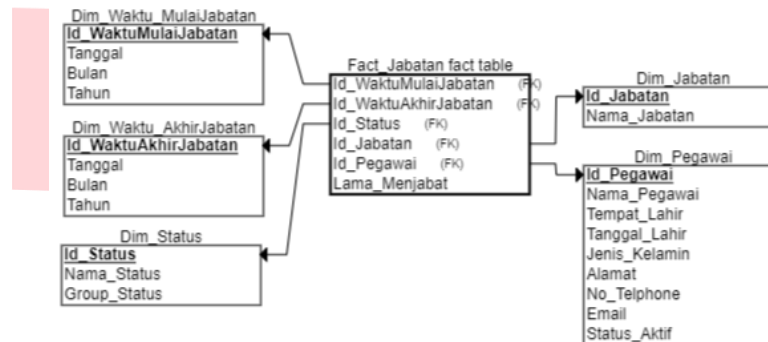 Dim_Waktu_MulaiJabatan
Id_WaktuMulaiJabatan
Tanggal
Bulan
Tahun
Dim_Waktu_AkhirJabatan
Id_WaktuAkhirJabatan
Tanggal
Bulan
Tahun
Dim_Status
Id_Status
Nama_Status
Group_Status
Fact_Jabatan fact table
Id_WaktuMulaiJabatan (FK)
Id_WaktuAkhirJabatan (FK)
Id_Status (FK)
Id_Jabatan (FK)
Id_Pegawai (FK)
Lama_Menjabat
Dim_Jabatan
Id_Jabatan
Nama_Jabatan
Dim_Pegawai
Id_Pegawai
Nama_Pegawai
Tempat_Lahir
Tanggal_Lahir
Jenis_Kelamin
Alamat
No_Telphone
Email
Status_Aktif